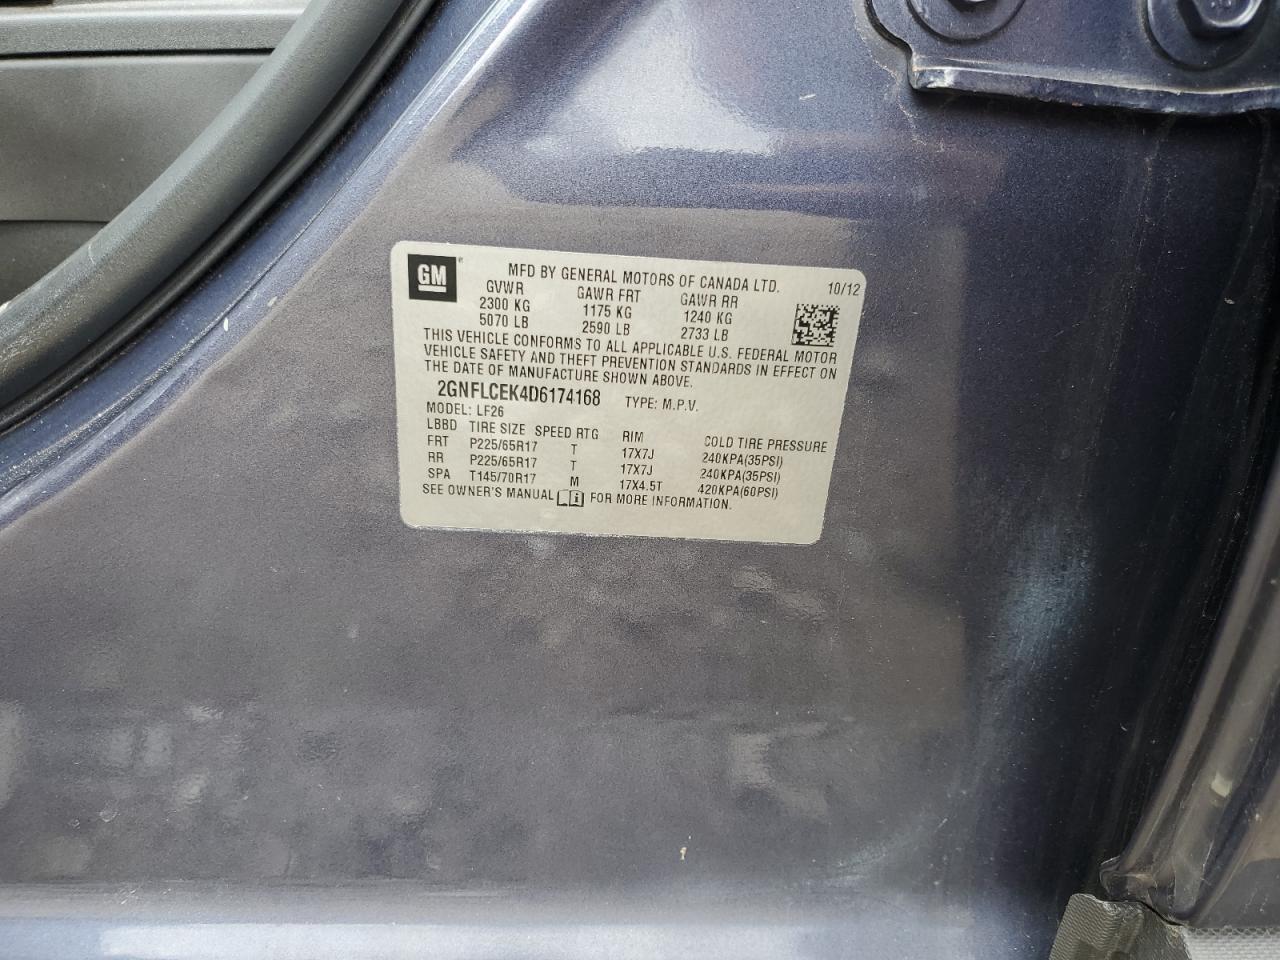 GM
MFD BY GENERAL MOTORS OF CANADA LTD.
10/12
GVWR GAWR FRT GAWR RR
2300 KG 1175 KG 1240 KG
5070 LB 2590 LB 2733 LB
THIS VEHICLE CONFORMS TO ALL APPLICABLE U.S. FEDERAL MOTOR
VEHICLE SAFETY AND THEFT PREVENTION STANDARDS IN EFFECT ON
THE DATE OF MANUFACTURE SHOWN ABOVE.
2GNFLCEK4D6174168 TYPE: M.P.V.
MODEL: LF26
LBBD TIRE SIZE SPEED RTG RIM COLD TIRE PRESSURE
FRT P225/65R17 T 17X7J 240KPA(35PSI)
RR P225/65R17 T 17X7J 240KPA(35PSI)
SPA T145/70R17 M 17X4.5T 420KPA(60PSI)
SEE OWNER'S MANUAL FOR MORE INFORMATION.